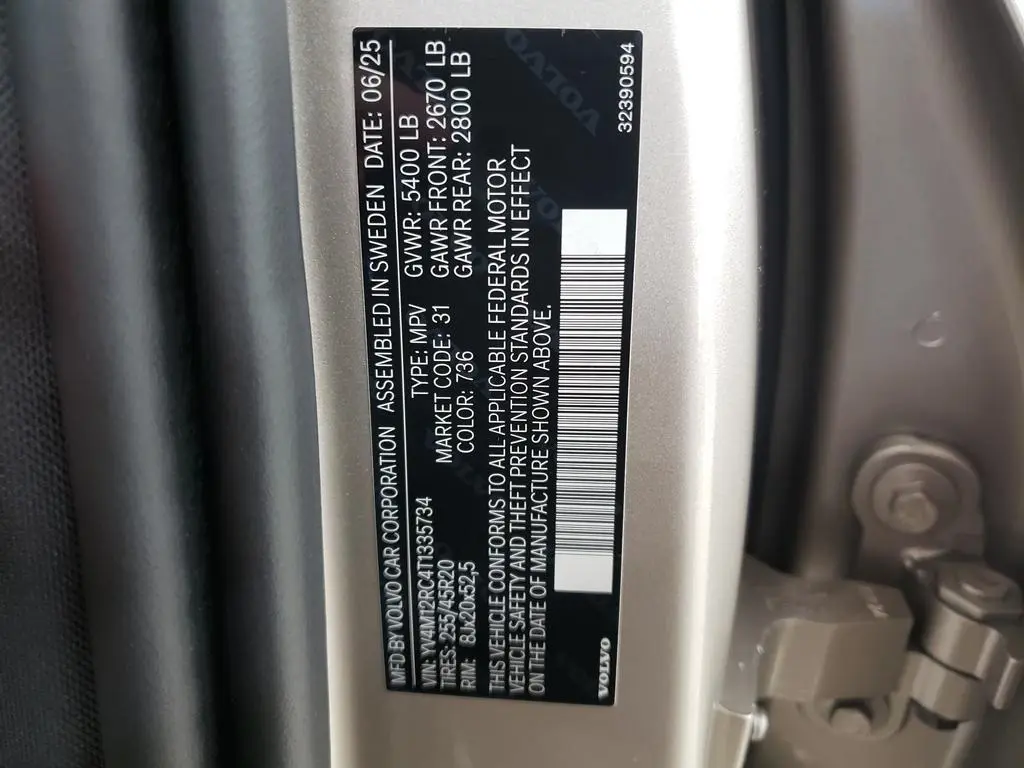 MFD BY VOLVO CAR CORPORATION ASSEMBLED IN SWEDEN DATE: 06/25
VIN: YV4M12RC4T1335734 TYPE: MPV GVWR: 5400 LB
TIRES: 255/45R20 MARKET CODE: 31 GAWR FRONT: 2670 LB
RIM: 8Jx20x52,5 COLOR: 736 GAWR REAR: 2800 LB
THIS VEHICLE CONFORMS TO ALL APPLICABLE FEDERAL MOTOR
VEHICLE SAFETY AND THEFT PREVENTION STANDARDS IN EFFECT
ON THE DATE OF MANUFACTURE SHOWN ABOVE.
VOLVO 32390594